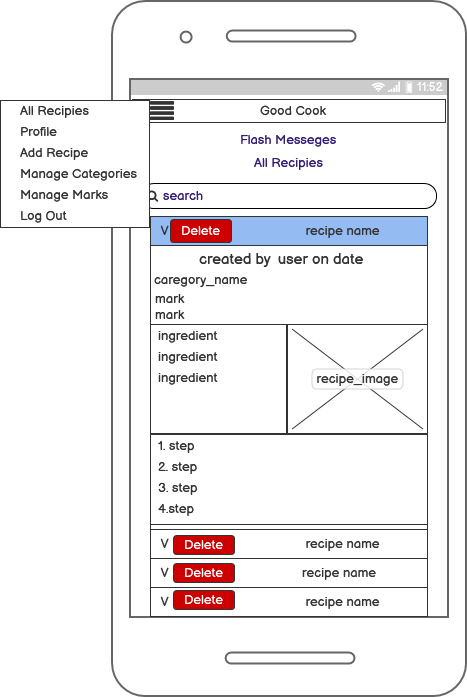 11:52
All Recipies
Profile
Add Recipe
Manage Categories
Manage Marks
Log Out
Good Cook
Flash Messeges
All Recipies
search
V Delete recipe name
created by user on date
caregory_name
mark
mark
ingredient
ingredient
ingredient
recipe_image
1. step
2. step
3. step
4.step
V Delete recipe name
V Delete recipe name
V Delete recipe name